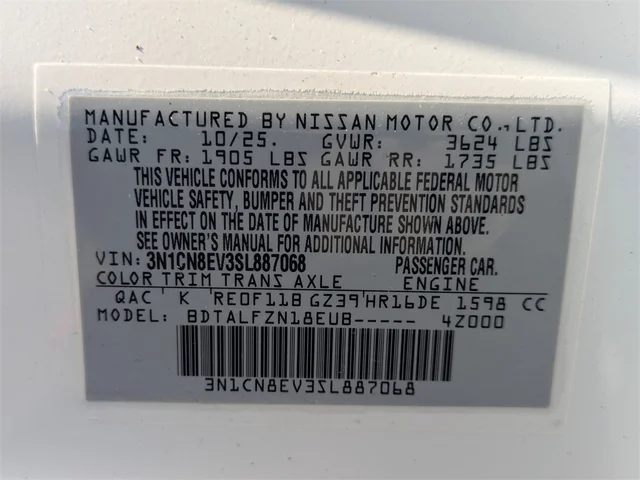 MANUFACTURED BY NISSAN MOTOR CO.,LTD.
DATE: 10/25. GVWR: 3624 LBS
GAWR FR: 1905 LBS GAWR RR: 1735 LBS
THIS VEHICLE CONFORMS TO ALL APPLICABLE FEDERAL MOTOR
VEHICLE SAFETY, BUMPER AND THEFT PREVENTION STANDARDS
IN EFFECT ON THE DATE OF MANUFACTURE SHOWN ABOVE.
SEE OWNER'S MANUAL FOR ADDITIONAL INFORMATION.
VIN: 3N1CN8EV3SL887068 PASSENGER CAR.
COLOR TRIM TRANS AXLE ENGINE
QAC K RE0F11B GZ39 HR16DE 1598 CC
MODEL: BDTALFZN18EUB----- 4Z000
3N1CN8EV3SL887068